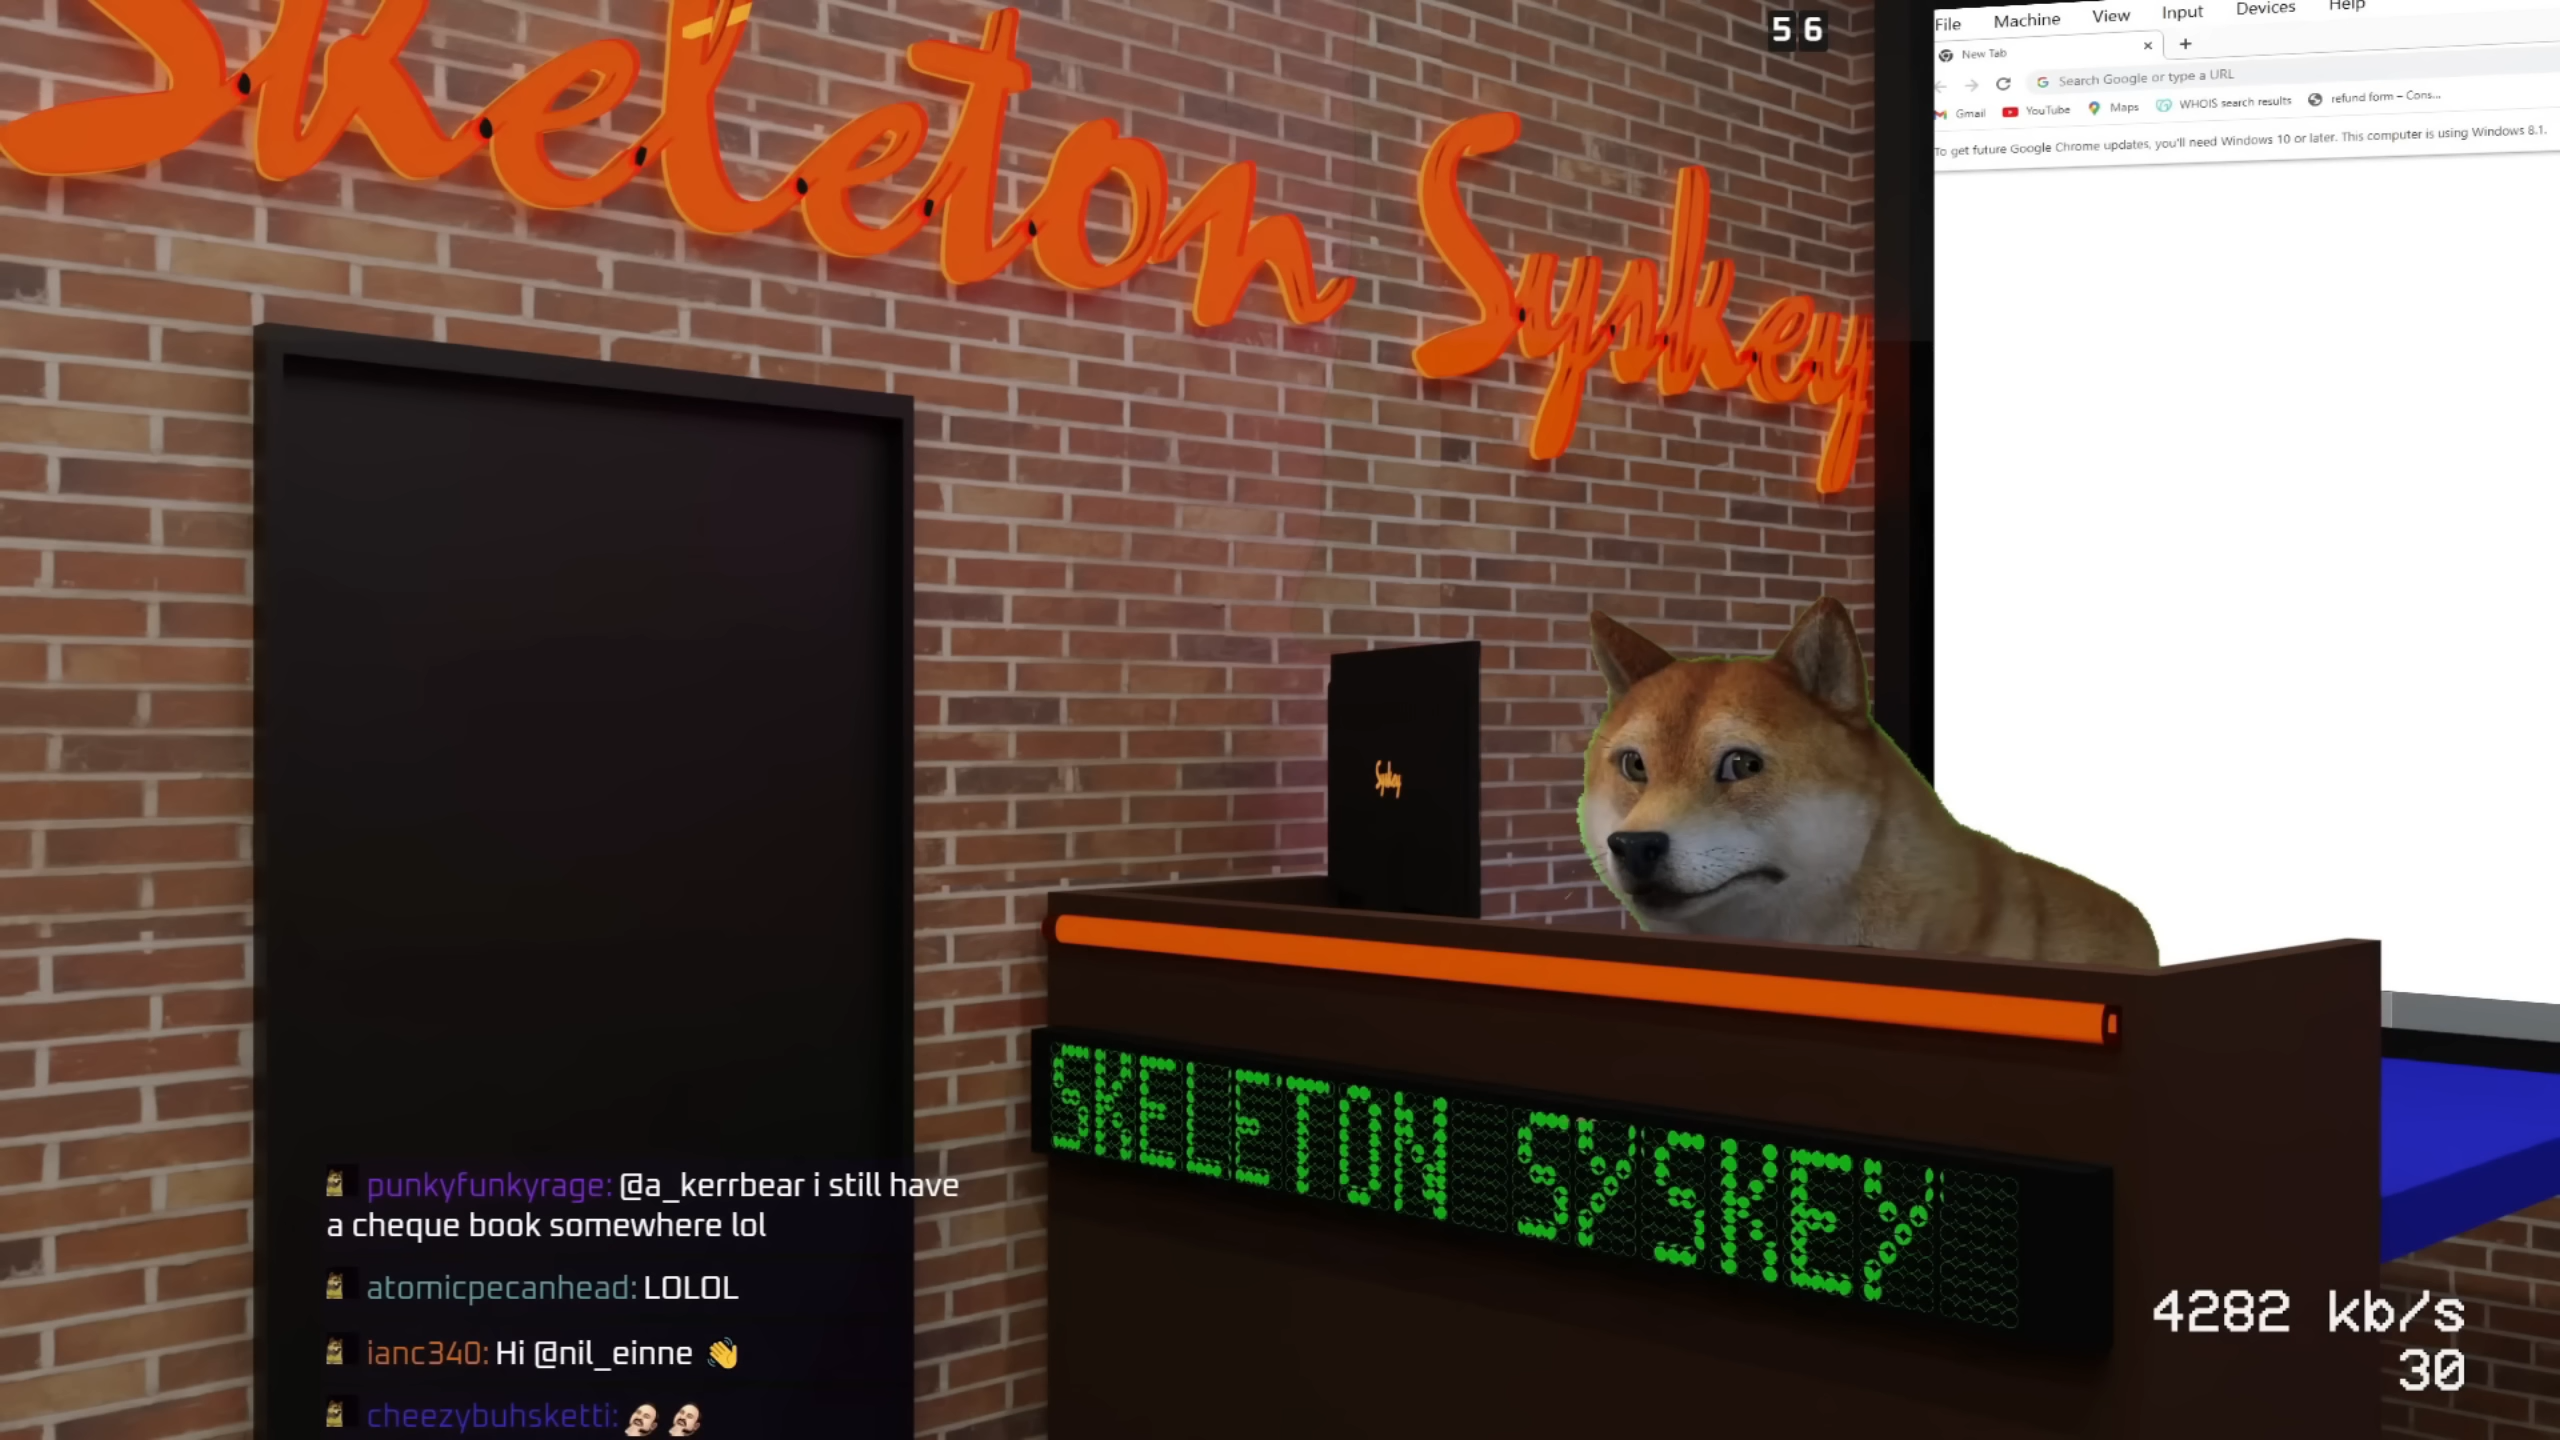 Skeleton Syskey
56
File Machine View Input Devices Help
New Tab
Search Google or type a URL
Gmail YouTube Maps WHOIS search results refund form – Cons...
To get future Google Chrome updates, you'll need Windows 10 or later. This computer is using Windows 8.1.
Syskey
SKELETON SYSKEY
punkyfunkyrage: @a_kerrbear i still have
a cheque book somewhere lol
atomicpecanhead: LOLOL
ianc340: Hi @nil_einne 👋
cheezybuhsketti:
4282 kb/s
30